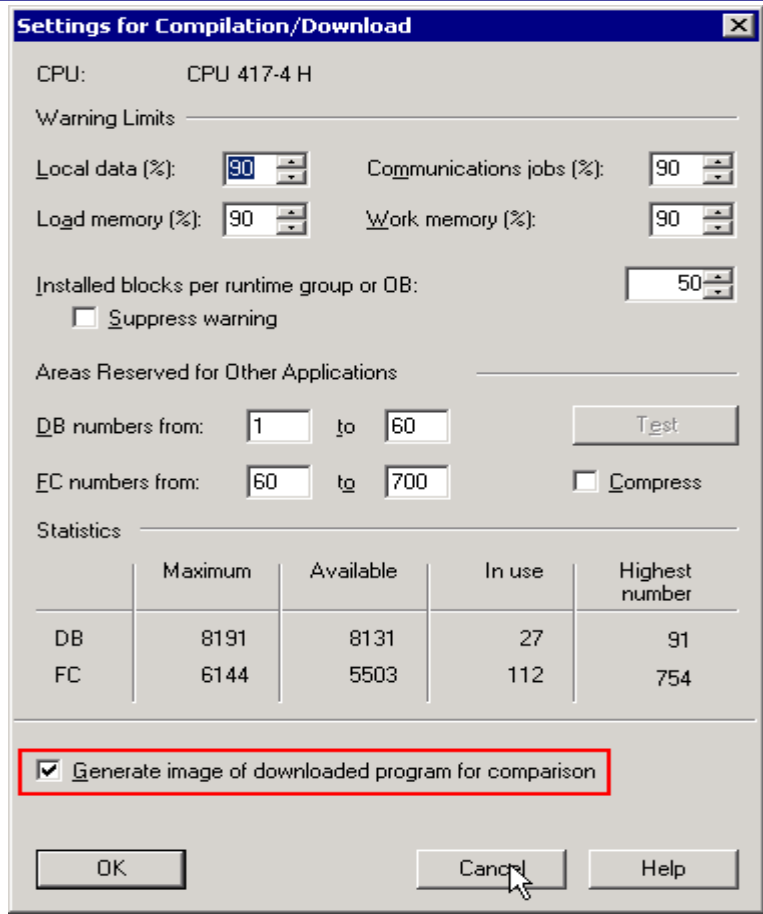 Settings for Compilation/Download
CPU: CPU 417-4 H
Warning Limits
Local data (%): 90 Communications jobs (%): 90
Load memory (%): 90 Work memory (%): 90
Installed blocks per runtime group or OB: 50
Suppress warning
Areas Reserved for Other Applications
DB numbers from: 1 to 60 Test
FC numbers from: 60 to 700 Compress
Statistics
Maximum Available In use Highest
number
DB 8191 8131 27 91
FC 6144 5503 112 754
Generate image of downloaded program for comparison
OK Cancel Help